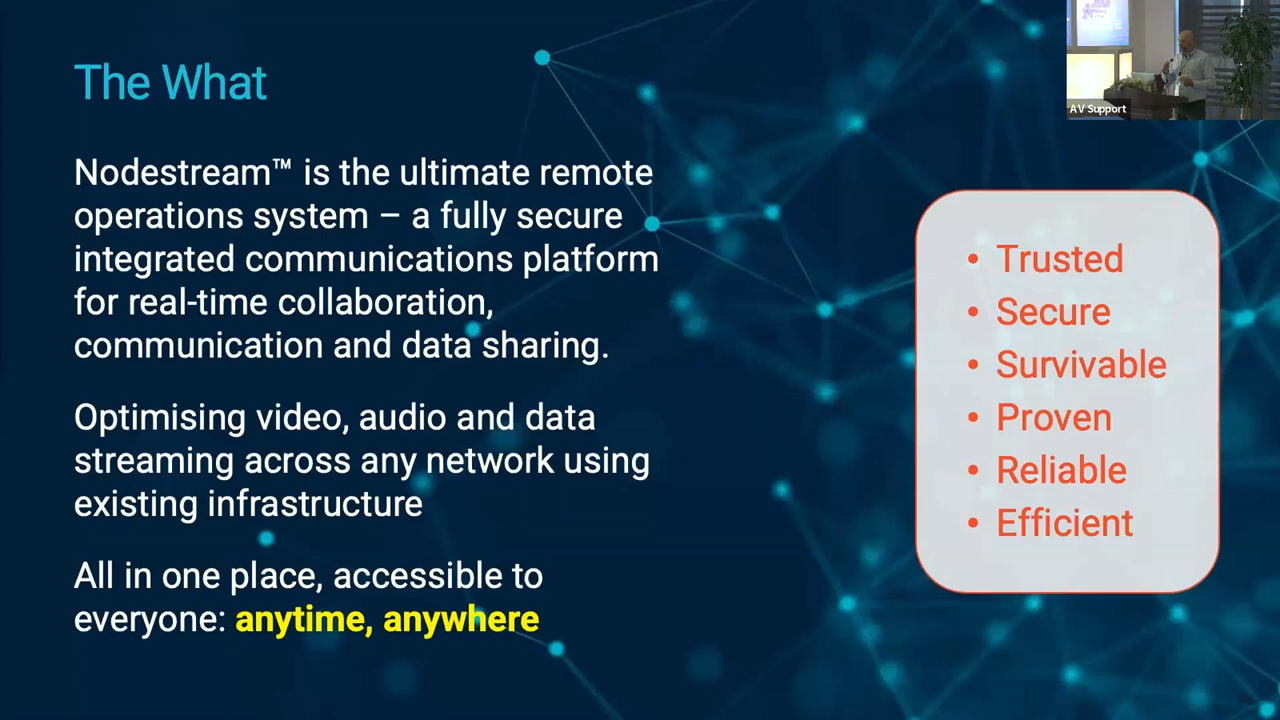 The What
Nodestream™ is the ultimate remote
operations system – a fully secure
integrated communications platform
for real-time collaboration,
communication and data sharing.
Optimising video, audio and data
streaming across any network using
existing infrastructure
All in one place, accessible to
everyone: anytime, anywhere
• Trusted
• Secure
• Survivable
• Proven
• Reliable
• Efficient
AV Support